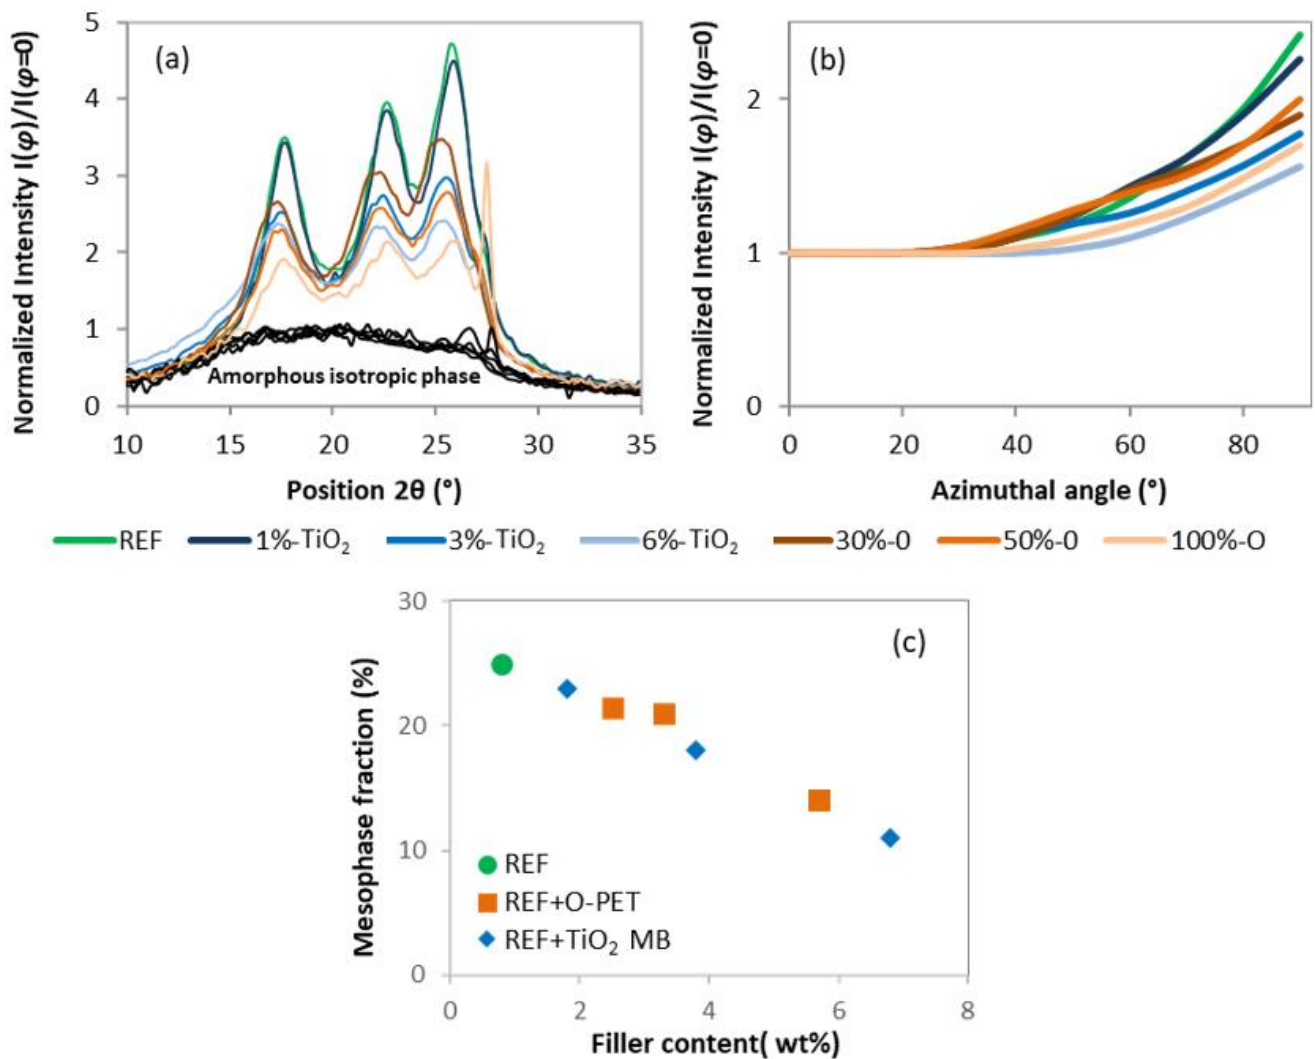 Normalized Intensity I(φ)/I(φ=0)
5
4
3
2
1
0
(a)
Amorphous isotropic phase
10 15 20 25 30 35
Position 2θ (°)
Normalized Intensity I(φ)/I(φ=0)
2
1
0
(b)
0 20 40 60 80
Azimuthal angle (°)
REF 1%-TiO₂ 3%-TiO₂ 6%-TiO₂ 30%-0 50%-0 100%-O
Mesophase fraction (%)
30
20
10
0
(c)
REF
REF+O-PET
REF+TiO₂ MB
0 2 4 6 8
Filler content( wt%)